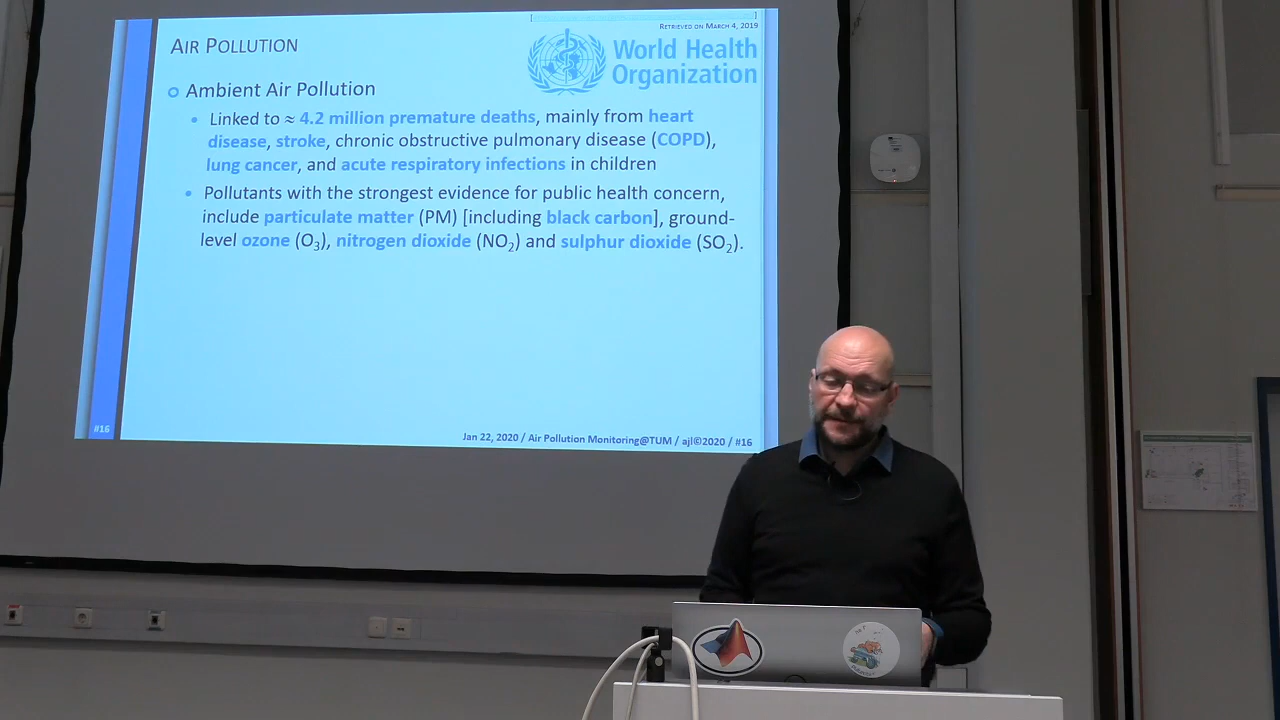 RETRIEVED ON MARCH 4, 2019
AIR POLLUTION
World Health
Organization
Ambient Air Pollution
Linked to ≈ 4.2 million premature deaths, mainly from heart
disease, stroke, chronic obstructive pulmonary disease (COPD),
lung cancer, and acute respiratory infections in children
Pollutants with the strongest evidence for public health concern,
include particulate matter (PM) [including black carbon], ground-
level ozone (O₃), nitrogen dioxide (NO₂) and sulphur dioxide (SO₂).
#16
Jan 22, 2020 / Air Pollution Monitoring@TUM / ajl©2020 / #16